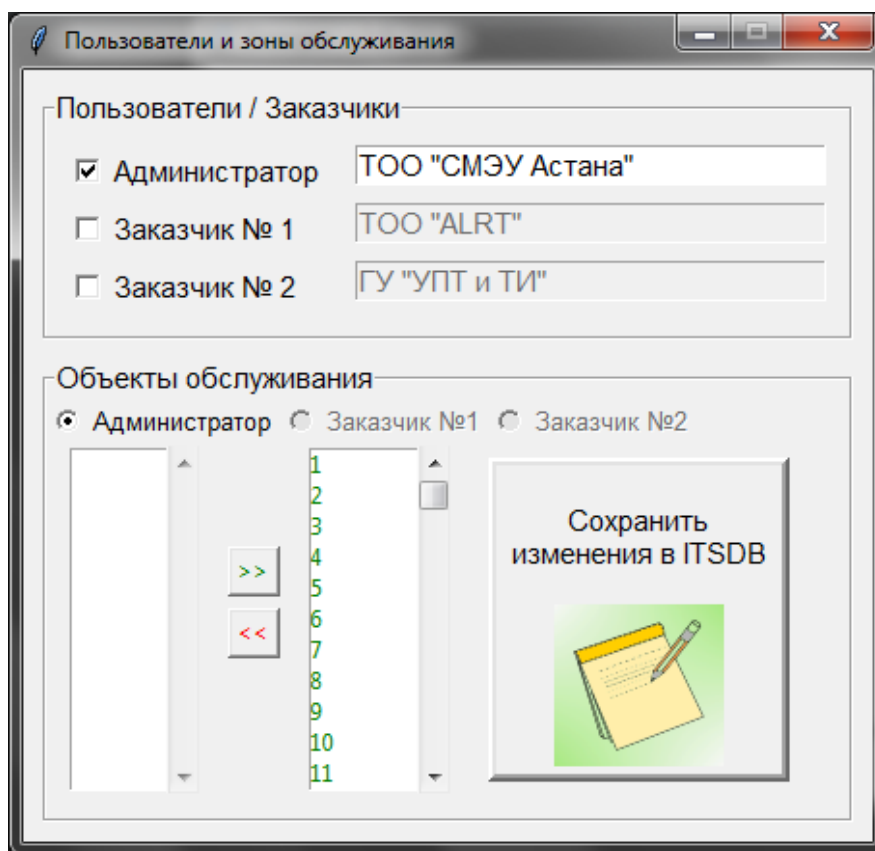 Пользователи и зоны обслуживания
Пользователи / Заказчики
Администратор ТОО "СМЭУ Астана"
Заказчик № 1 ТОО "ALRT"
Заказчик № 2 ГУ "УПТ и ТИ"
Объекты обслуживания
Администратор Заказчик №1 Заказчик №2
1
2
3
4
5
6
7
8
9
10
11
>>
<<
Сохранить
изменения в ITSDB